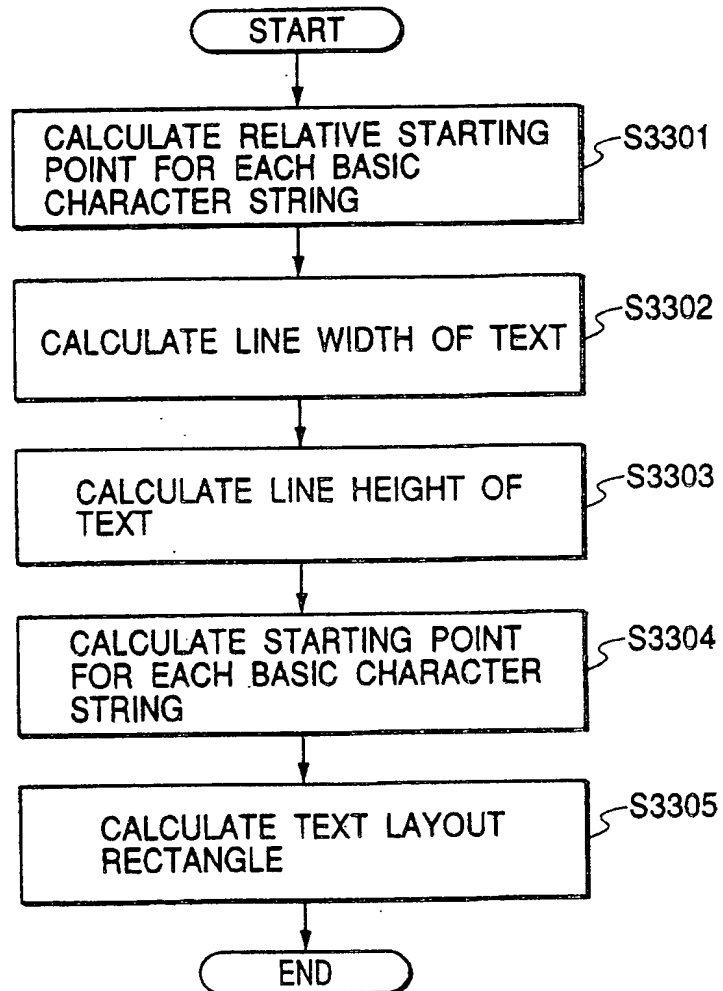 START
CALCULATE RELATIVE STARTING
POINT FOR EACH BASIC
CHARACTER STRING
S3301
CALCULATE LINE WIDTH OF TEXT
S3302
CALCULATE LINE HEIGHT OF
TEXT
S3303
CALCULATE STARTING POINT
FOR EACH BASIC CHARACTER
STRING
S3304
CALCULATE TEXT LAYOUT
RECTANGLE
S3305
END